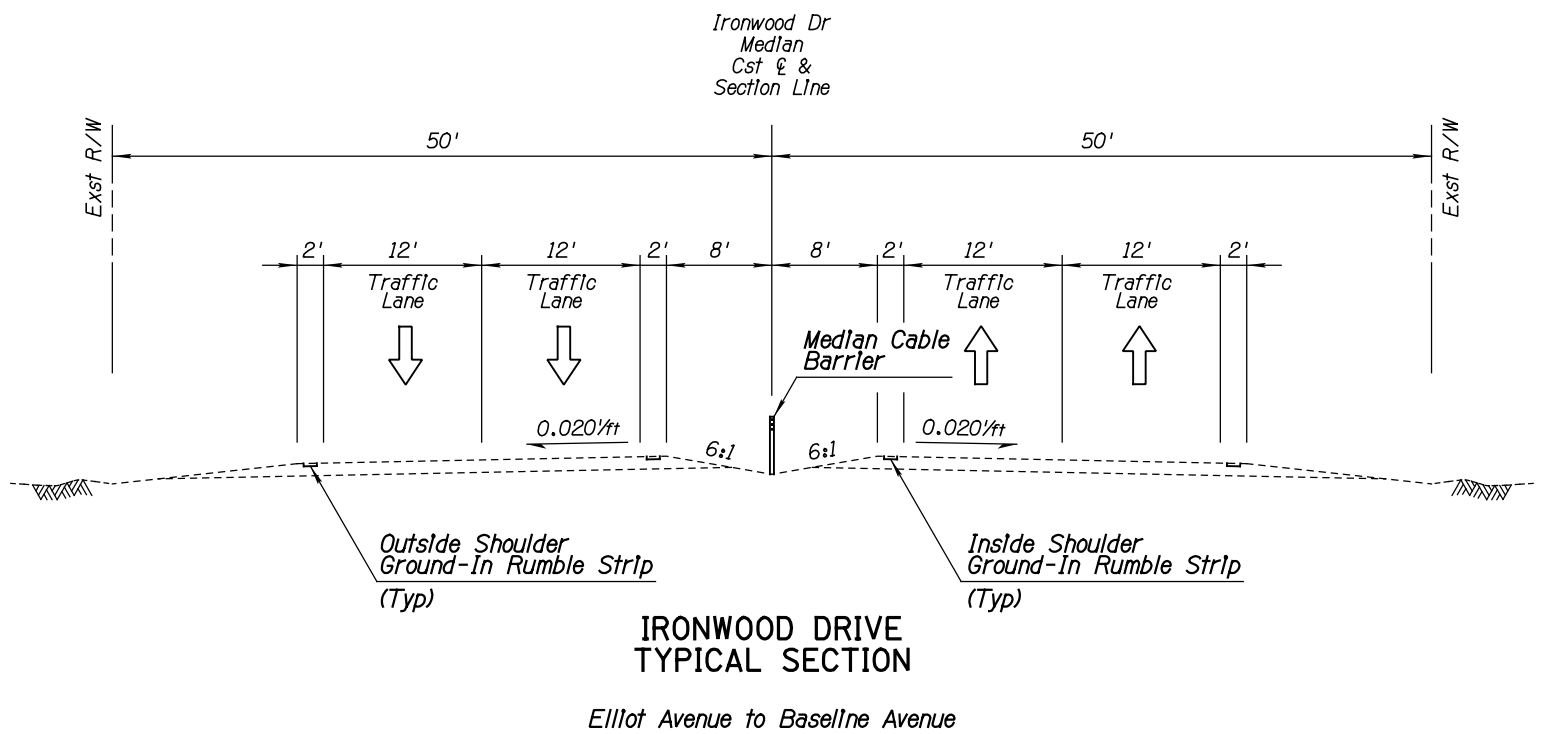 Ironwood Dr
Median
Cst ℄ &
Section Line
Exst R/W
50'
50'
Exst R/W
2' 12' 12' 2' 8' 8' 2' 12' 12' 2'
Traffic
Lane
Traffic
Lane
Traffic
Lane
Traffic
Lane
Median Cable
Barrier
0.020'/ft
6:1
6:1
0.020'/ft
Outside Shoulder
Ground-In Rumble Strip
(Typ)
Inside Shoulder
Ground-In Rumble Strip
(Typ)
IRONWOOD DRIVE
TYPICAL SECTION
Elliot Avenue to Baseline Avenue